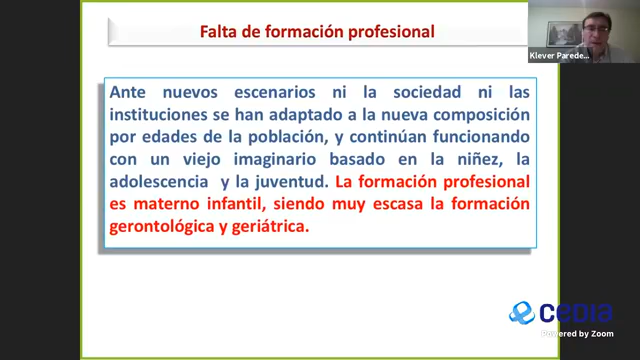 Falta de formación profesional
Klever Parede...
Ante nuevos escenarios ni la sociedad ni las
instituciones se han adaptado a la nueva composición
por edades de la población, y continúan funcionando
con un viejo imaginario basado en la niñez, la
adolescencia y la juventud. La formación profesional
es materno infantil, siendo muy escasa la formación
gerontológica y geriátrica.
cedia
Powered by Zoom